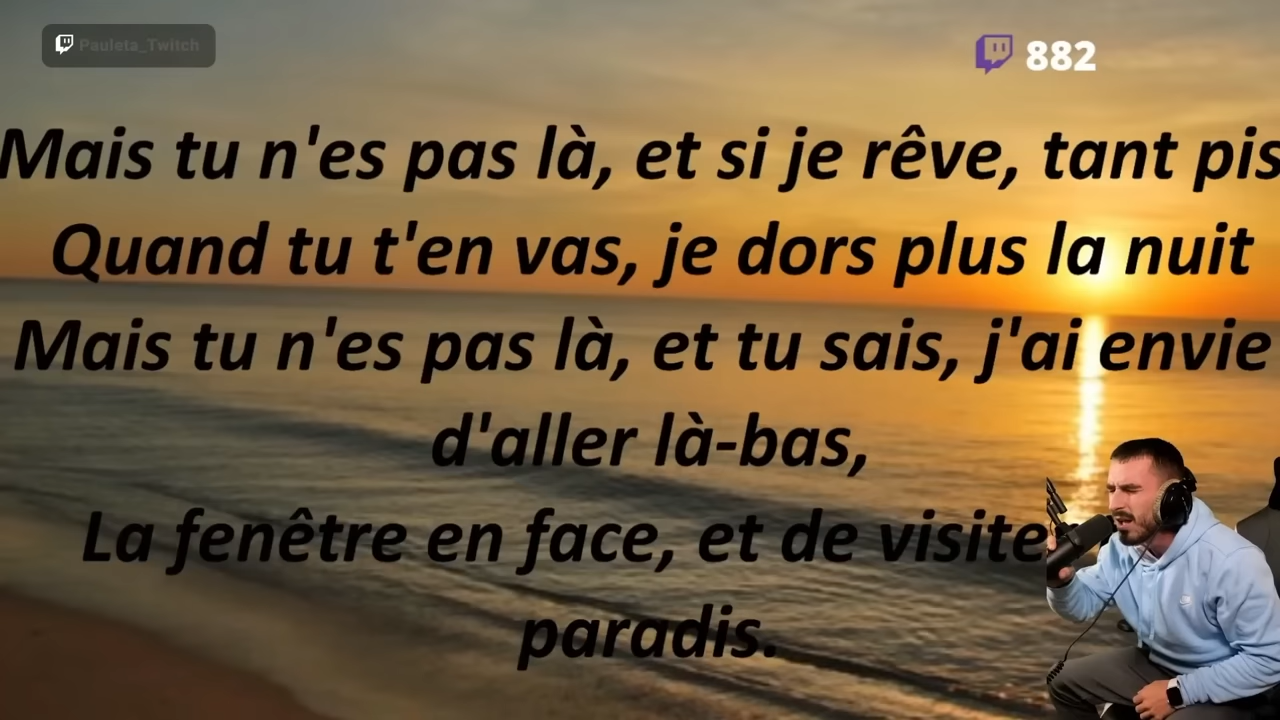 Pauleta_Twitch
882
Mais tu n'es pas là, et si je rêve, tant pis
Quand tu t'en vas, je dors plus la nuit
Mais tu n'es pas là, et tu sais, j'ai envie
d'aller là-bas,
La fenêtre en face, et de visite
paradis.